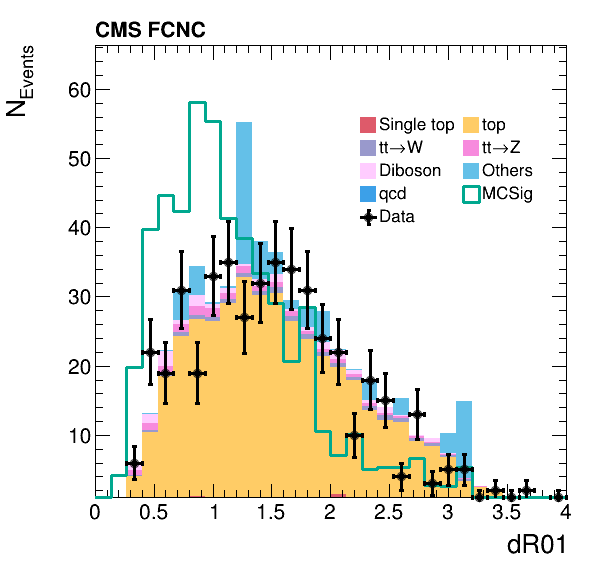 CMS FCNC
N_Events
60
50
40
30
20
10
Single top top
tt→W tt→Z
Diboson Others
qcd MCSig
Data
0 0.5 1 1.5 2 2.5 3 3.5 4
dR01